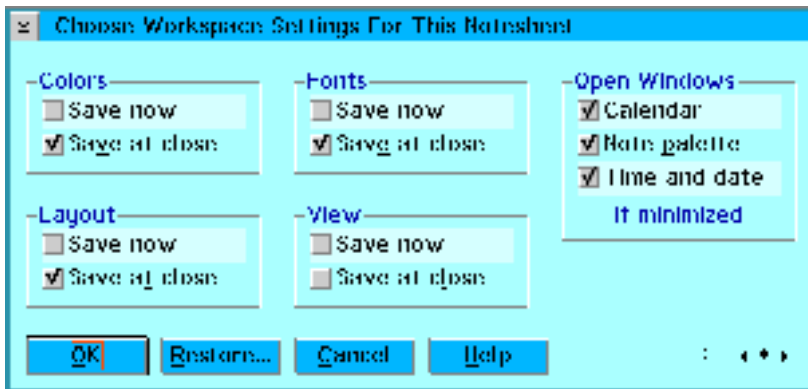 Choose Workspace Settings For This Notesheet
Colors
Save now
Save at close
Fonts
Save now
Save at close
Open Windows
Calendar
Note palette
Time and date
If minimized
Layout
Save now
Save at close
View
Save now
Save at close
OK Restore... Cancel Help